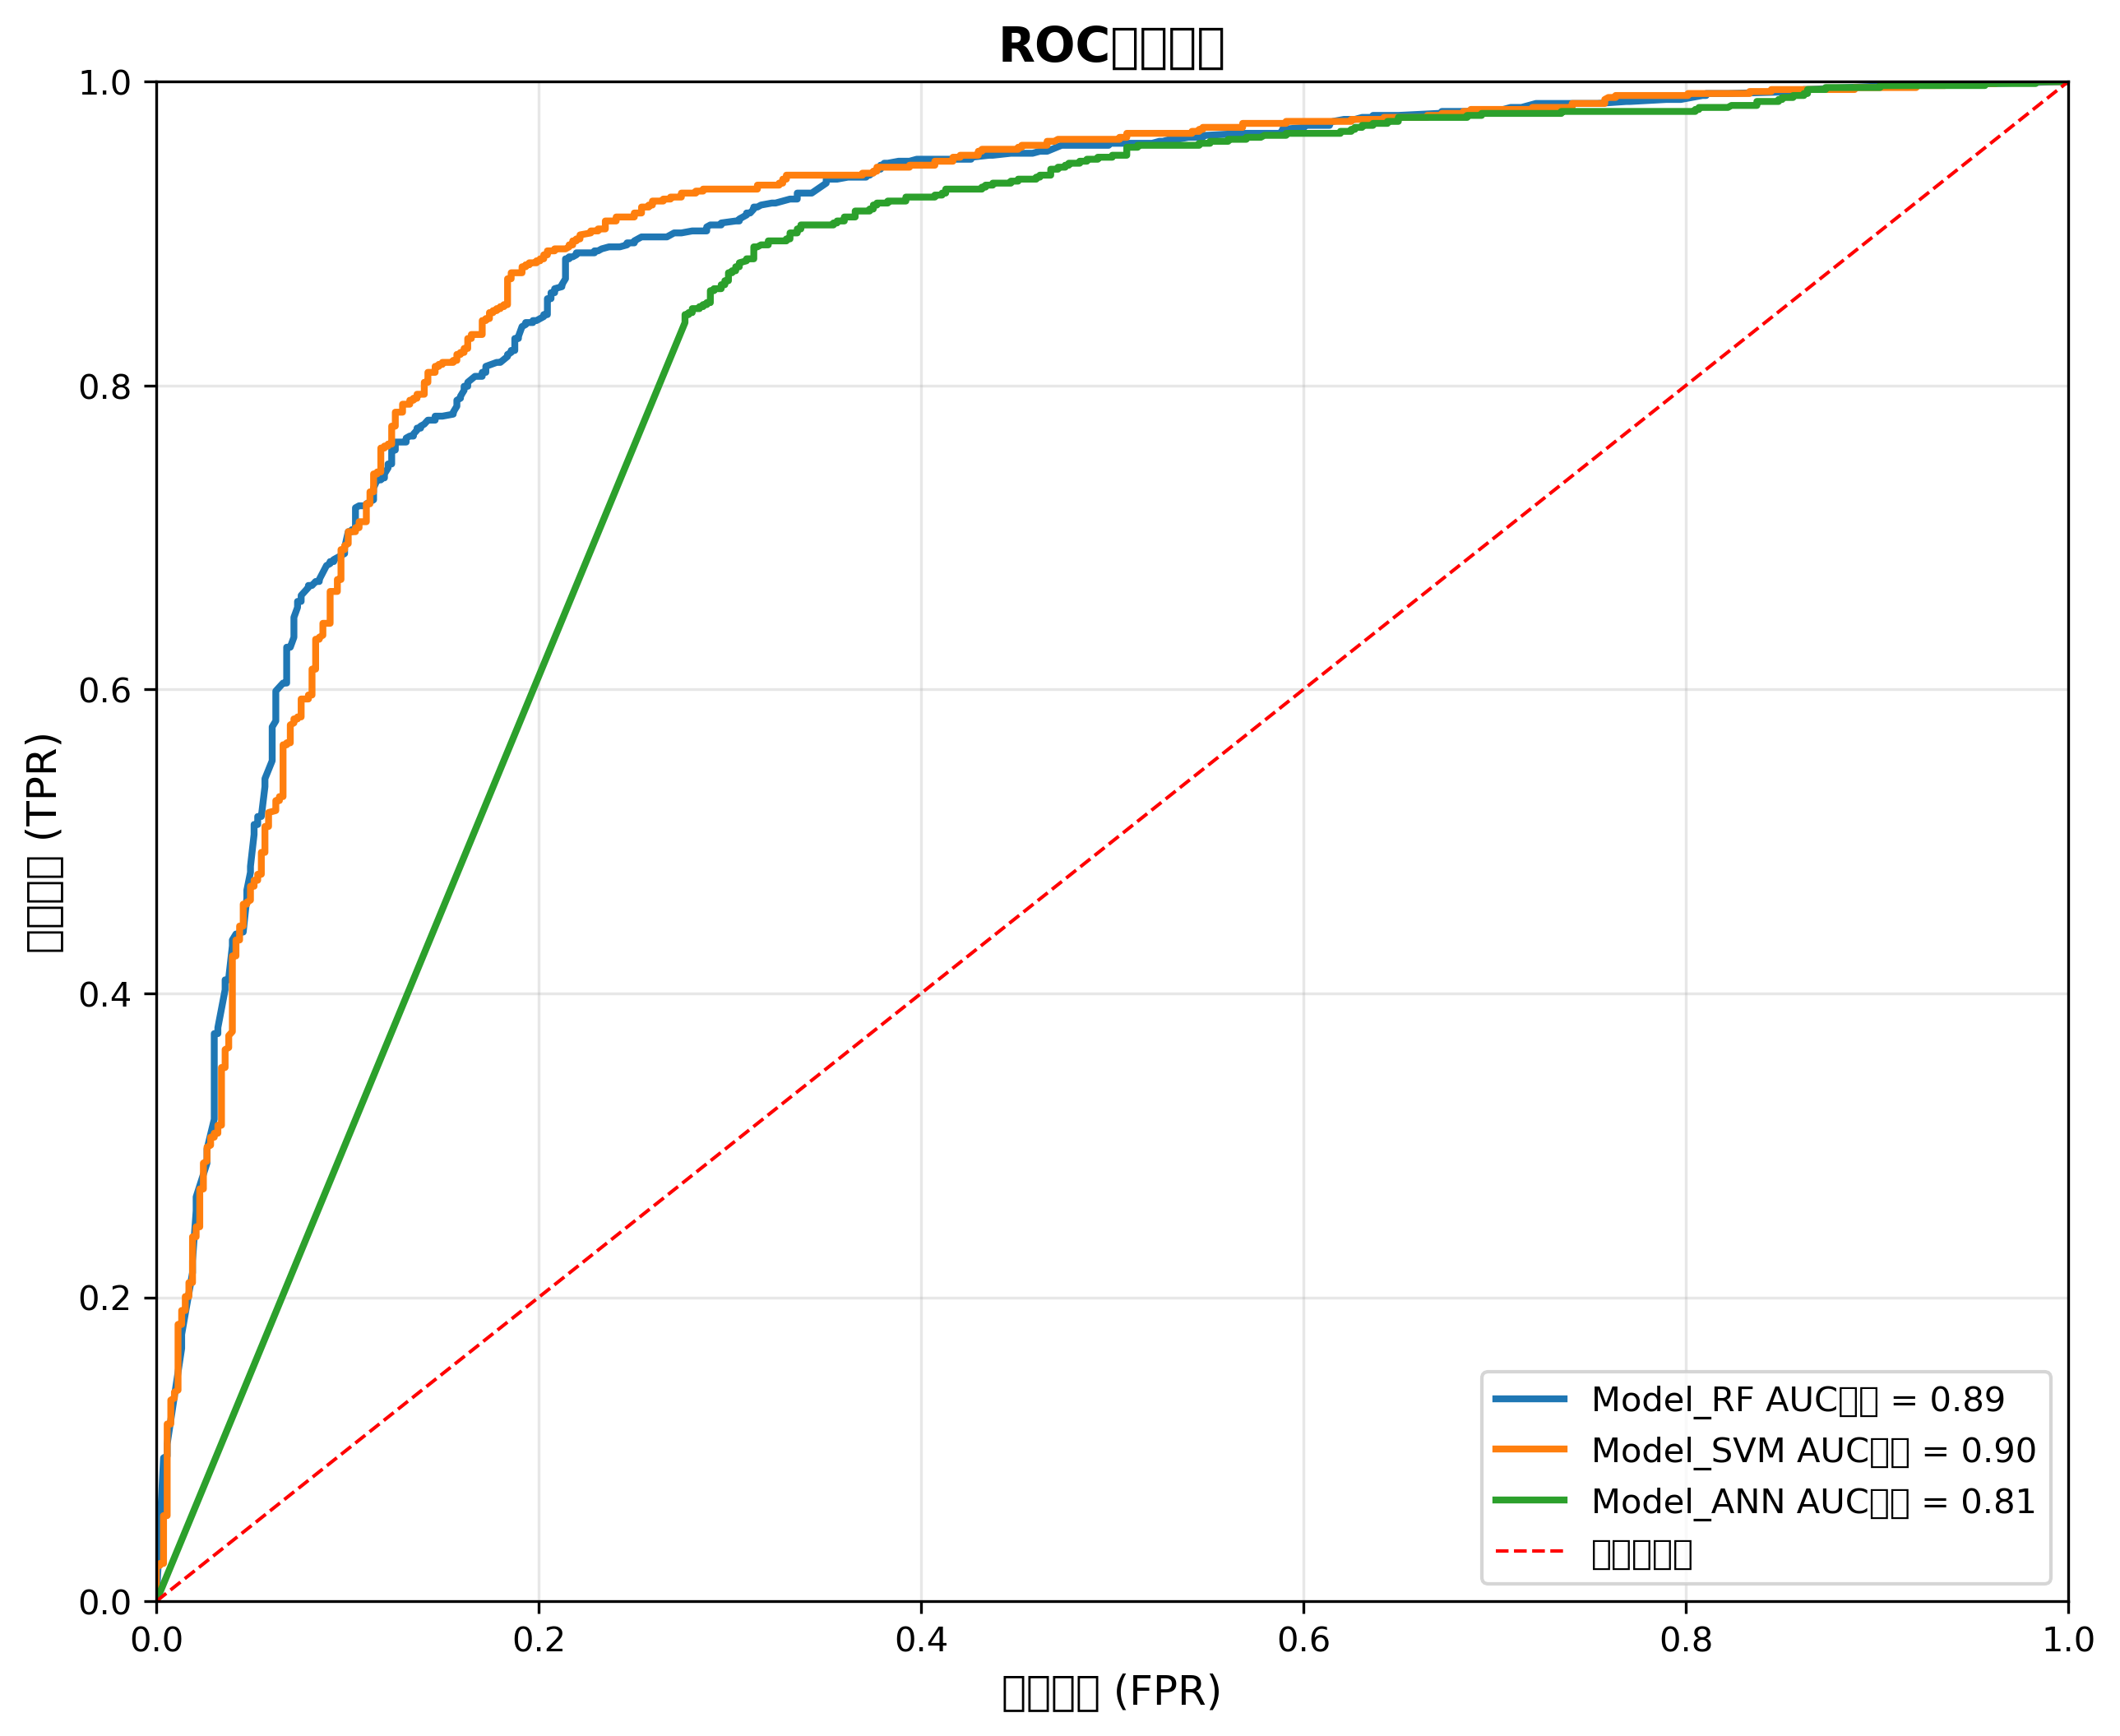 ROC
1.0
0.8
0.6
0.4
0.2
0.0
(TPR)
0.0 0.2 0.4 0.6 0.8 1.0
(FPR)
Model_RF AUC = 0.89
Model_SVM AUC = 0.90
Model_ANN AUC = 0.81